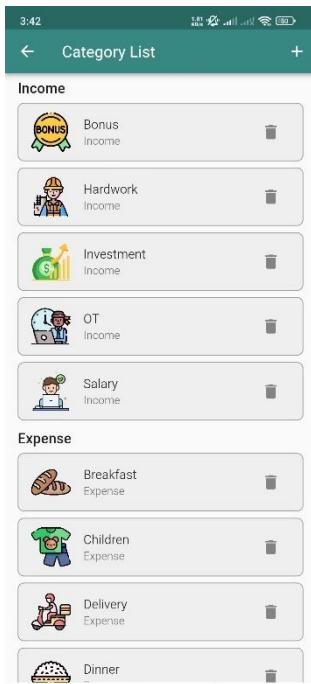 3:42
Category List
Income
BONUS
Bonus
Income
Hardwork
Income
Investment
Income
OT
Income
Salary
Income
Expense
Breakfast
Expense
Children
Expense
Delivery
Expense
Dinner